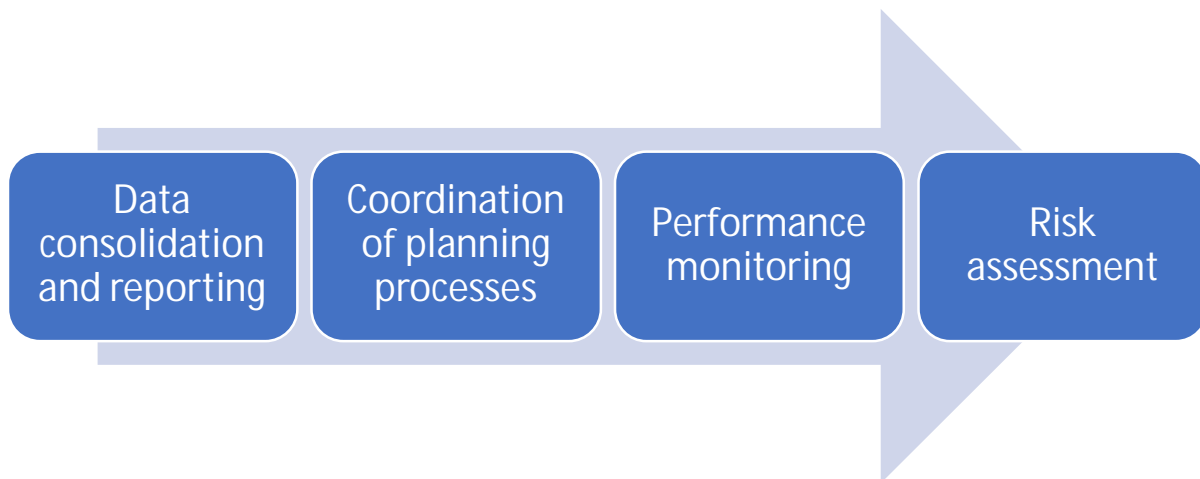 Data
consolidation
and reporting
Coordination
of planning
processes
Performance
monitoring
Risk
assessment